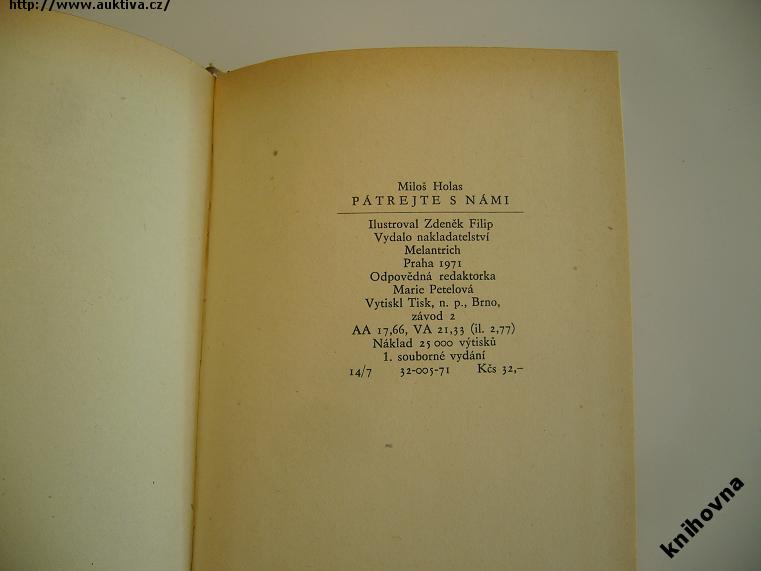 http://www.auktiva.cz/
Miloš Holas
PÁTREJTE S NÁMI
Ilustroval Zdeněk Filip
Vydalo nakladatelství
Melantrich
Praha 1971
Odpovědná redaktorka
Marie Petelová
Vytiskl Tisk, n. p., Brno,
závod 2
AA 17,66, VA 21,33 (il. 2,77)
Náklad 25 000 výtisků
1. souborné vydání
14/7 32-005-71 Kčs 32,–
knihovna